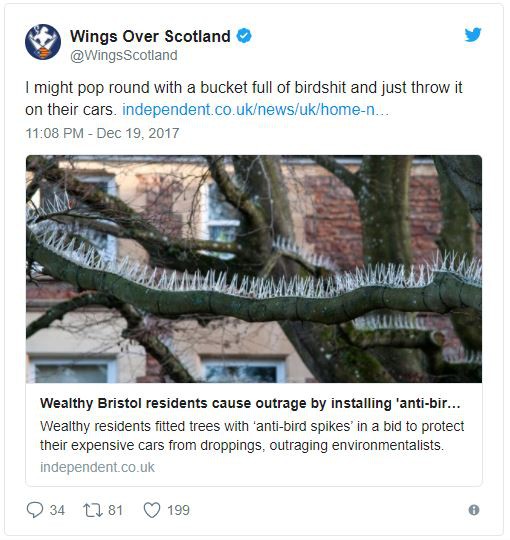 Wings Over Scotland
@WingsScotland
I might pop round with a bucket full of birdshit and just throw it
on their cars. independent.co.uk/news/uk/home-n…
11:08 PM - Dec 19, 2017
Wealthy Bristol residents cause outrage by installing 'anti-bir…
Wealthy residents fitted trees with ‘anti-bird spikes’ in a bid to protect
their expensive cars from droppings, outraging environmentalists.
independent.co.uk
34 81 199